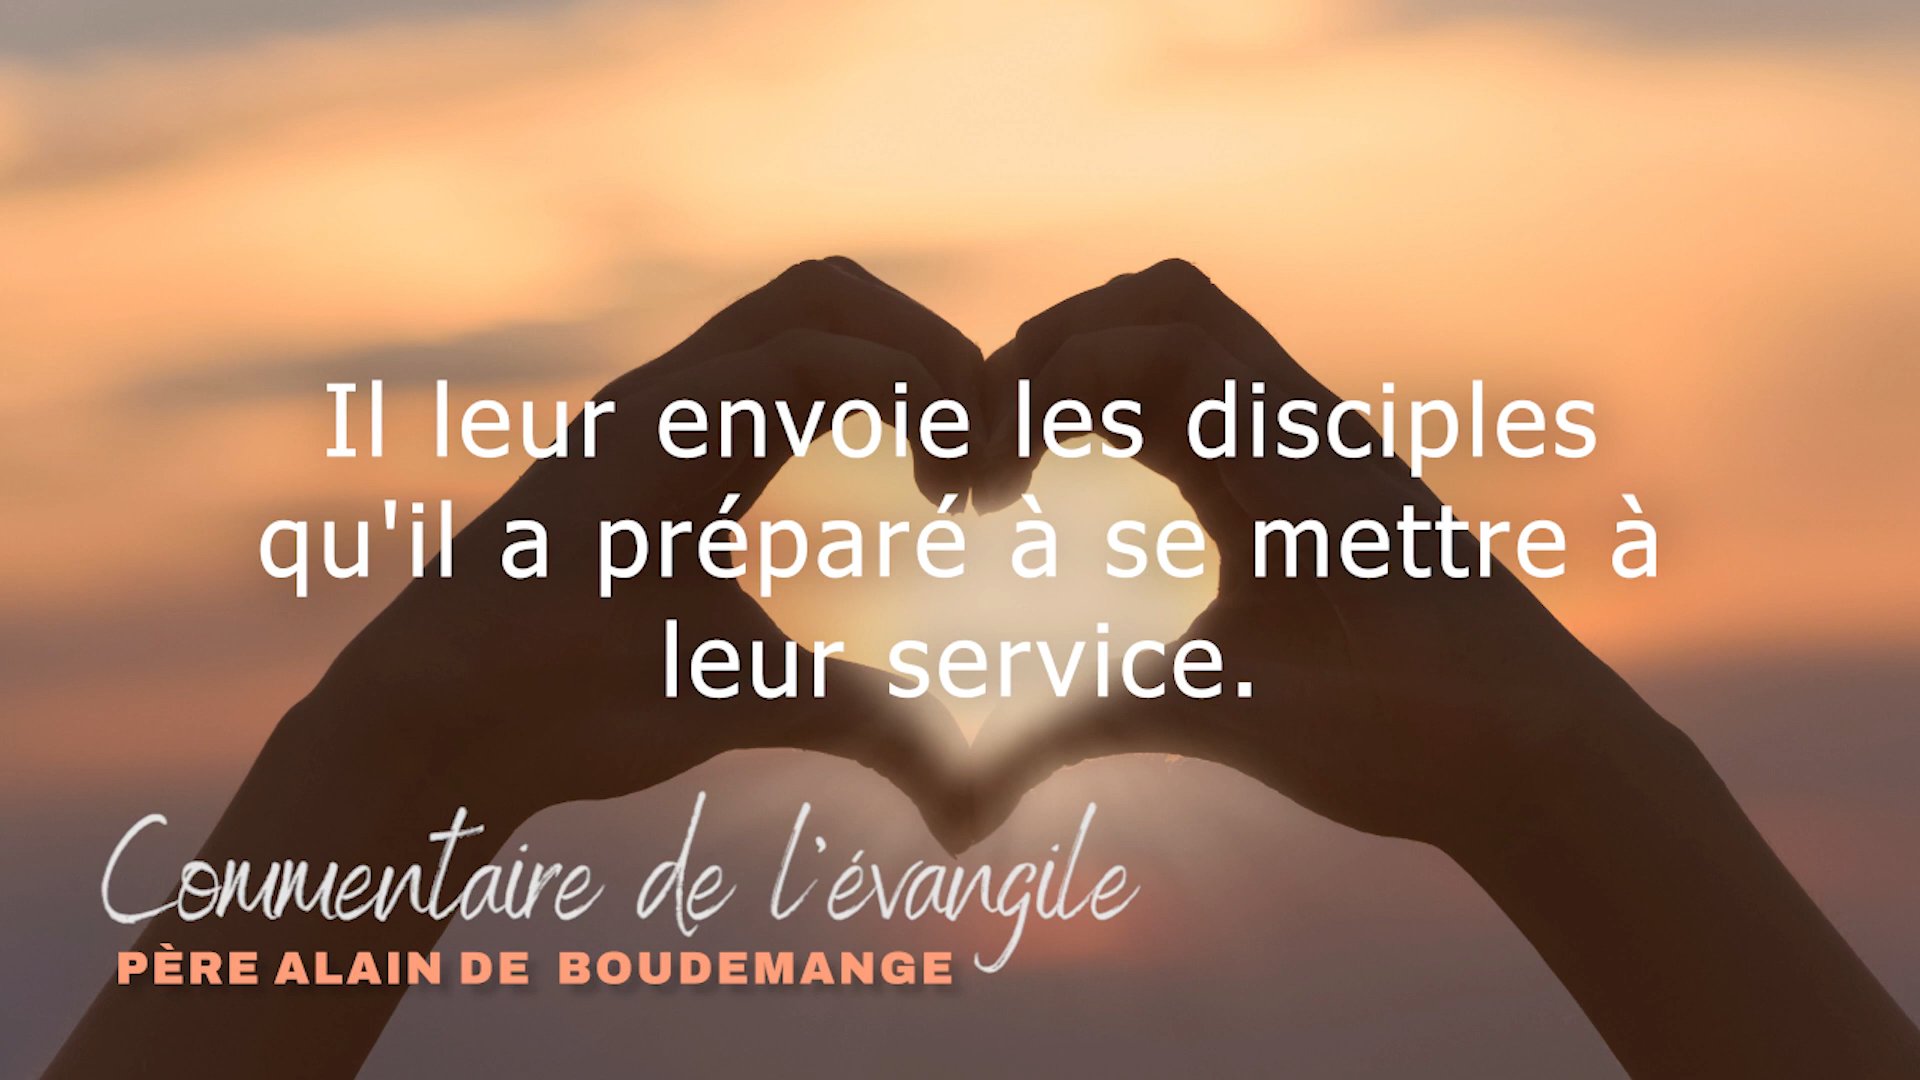 Il leur envoie les disciples
qu'il a préparé à se mettre à
leur service.
Commentaire de l'évangile
PÈRE ALAIN DE BOUDEMANGE